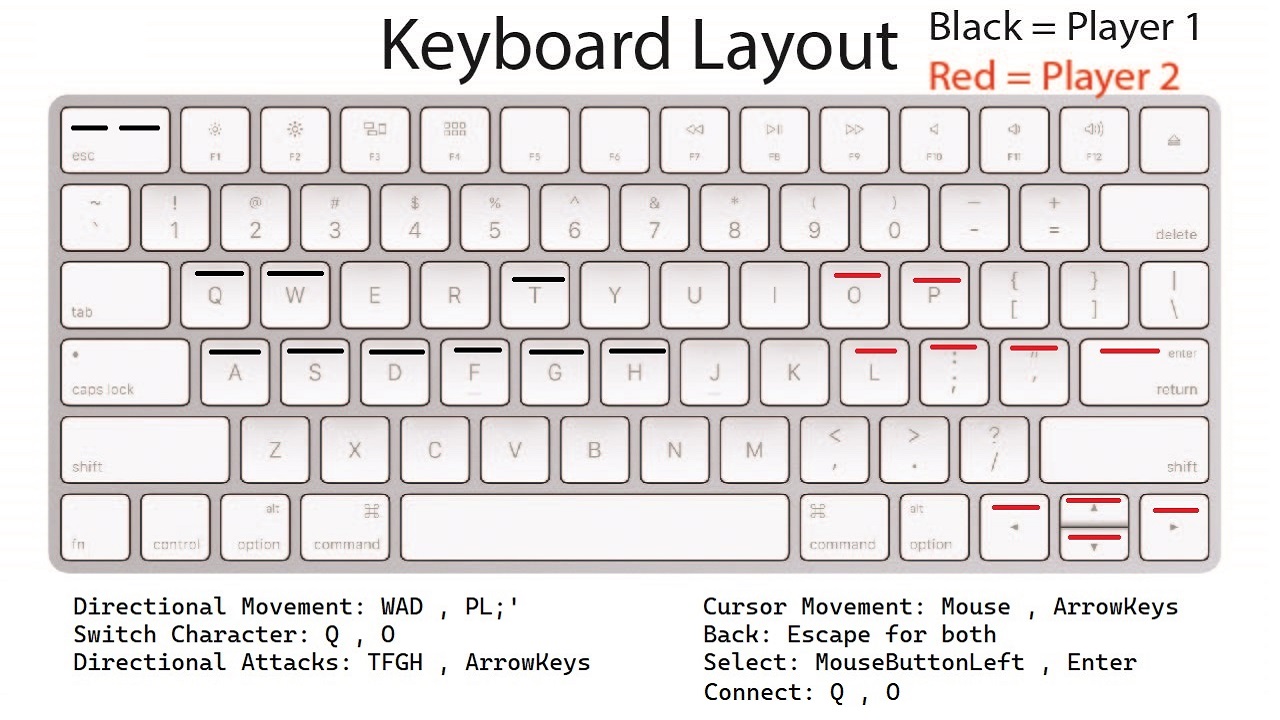 Keyboard Layout
Black = Player 1
Red = Player 2
esc F1 F2 F3 F4 F5 F6 F7 F8 F9 F10 F11 F12
~ ! @ # $ % ^ & * ( ) — +
` 1 2 3 4 5 6 7 8 9 0 - = delete
tab Q W E R T Y U I O P { [ } ] | \
caps lock A S D F G H J K L : ; " ' enter return
shift Z X C V B N M < , > . ? / shift
fn control alt option ⌘ command ⌘ command alt option ◀ ▲ ▼ ▶
Directional Movement: WAD , PL;'
Switch Character: Q , O
Directional Attacks: TFGH , ArrowKeys
Cursor Movement: Mouse , ArrowKeys
Back: Escape for both
Select: MouseButtonLeft , Enter
Connect: Q , O